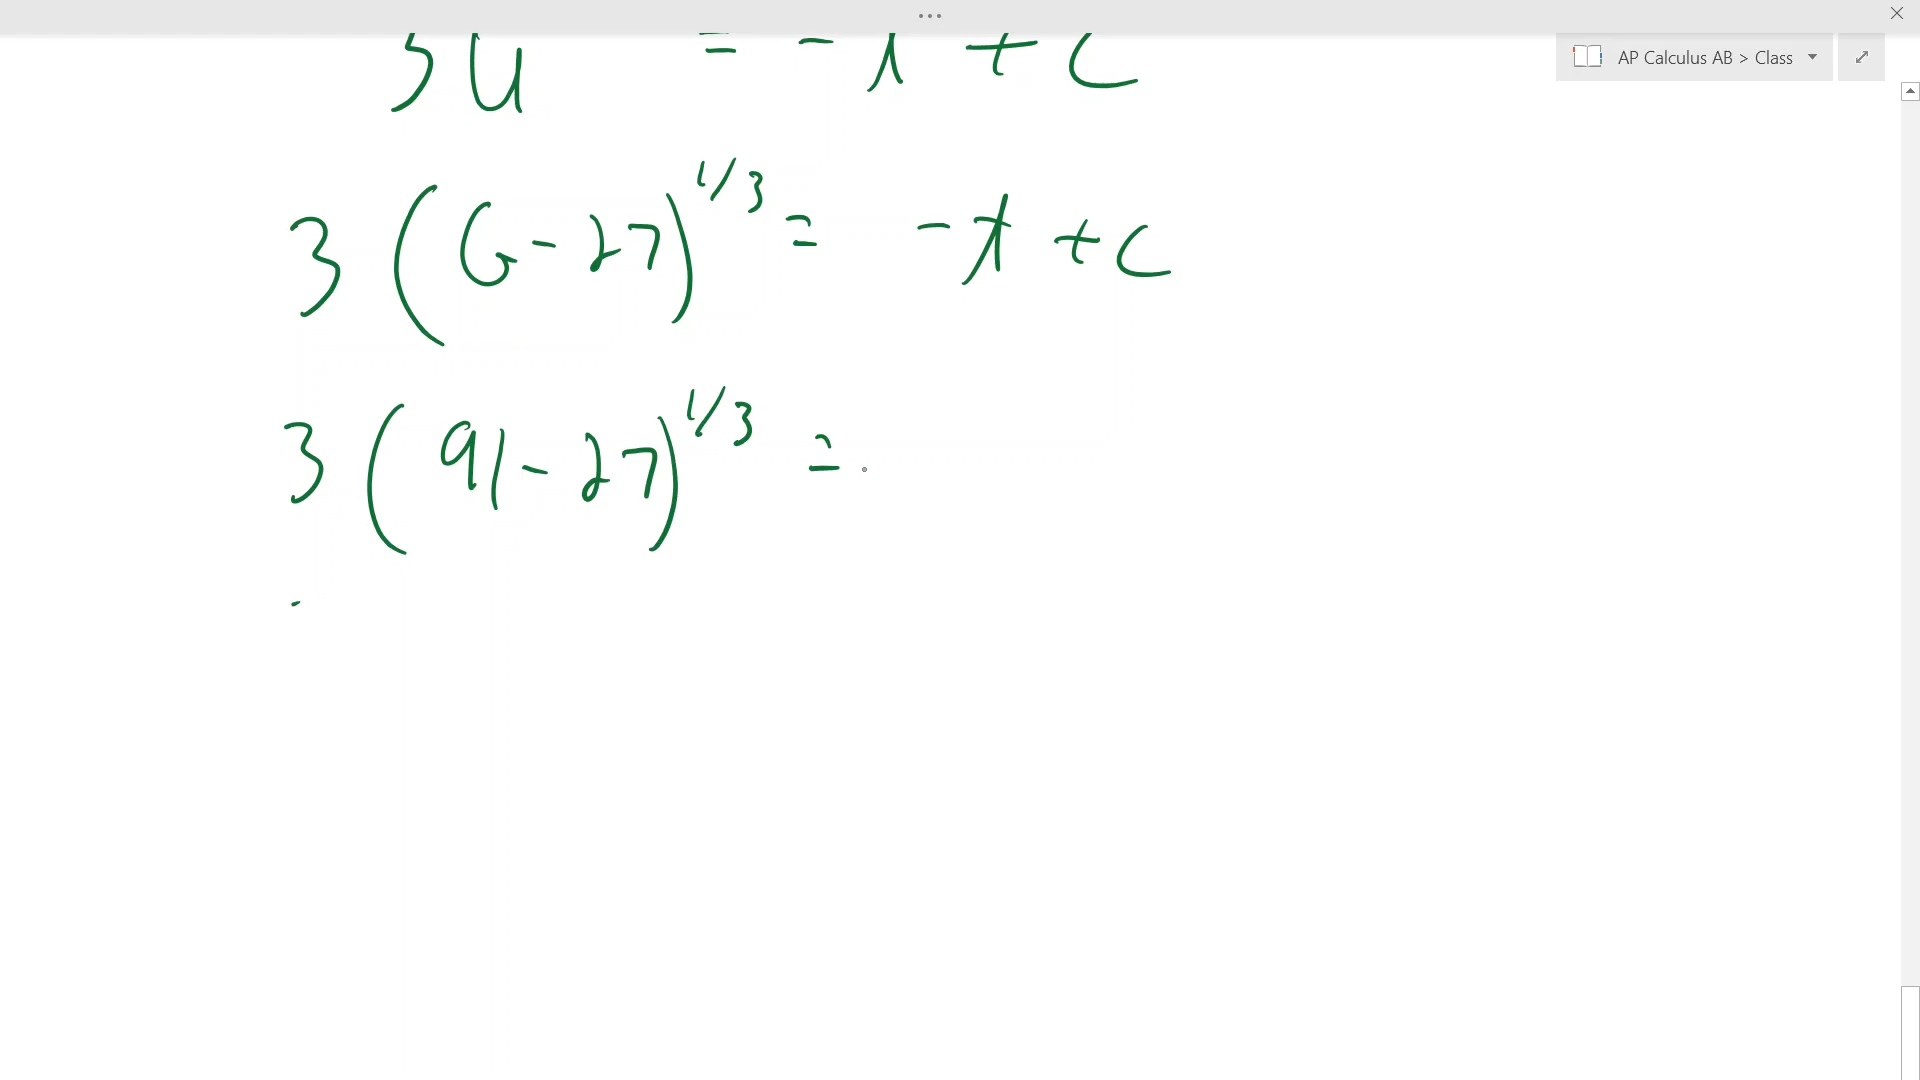 AP Calculus AB > Class
3u = -t + C
3 (G - 27)^1/3 = -t + C
3 (91 - 27)^1/3 =